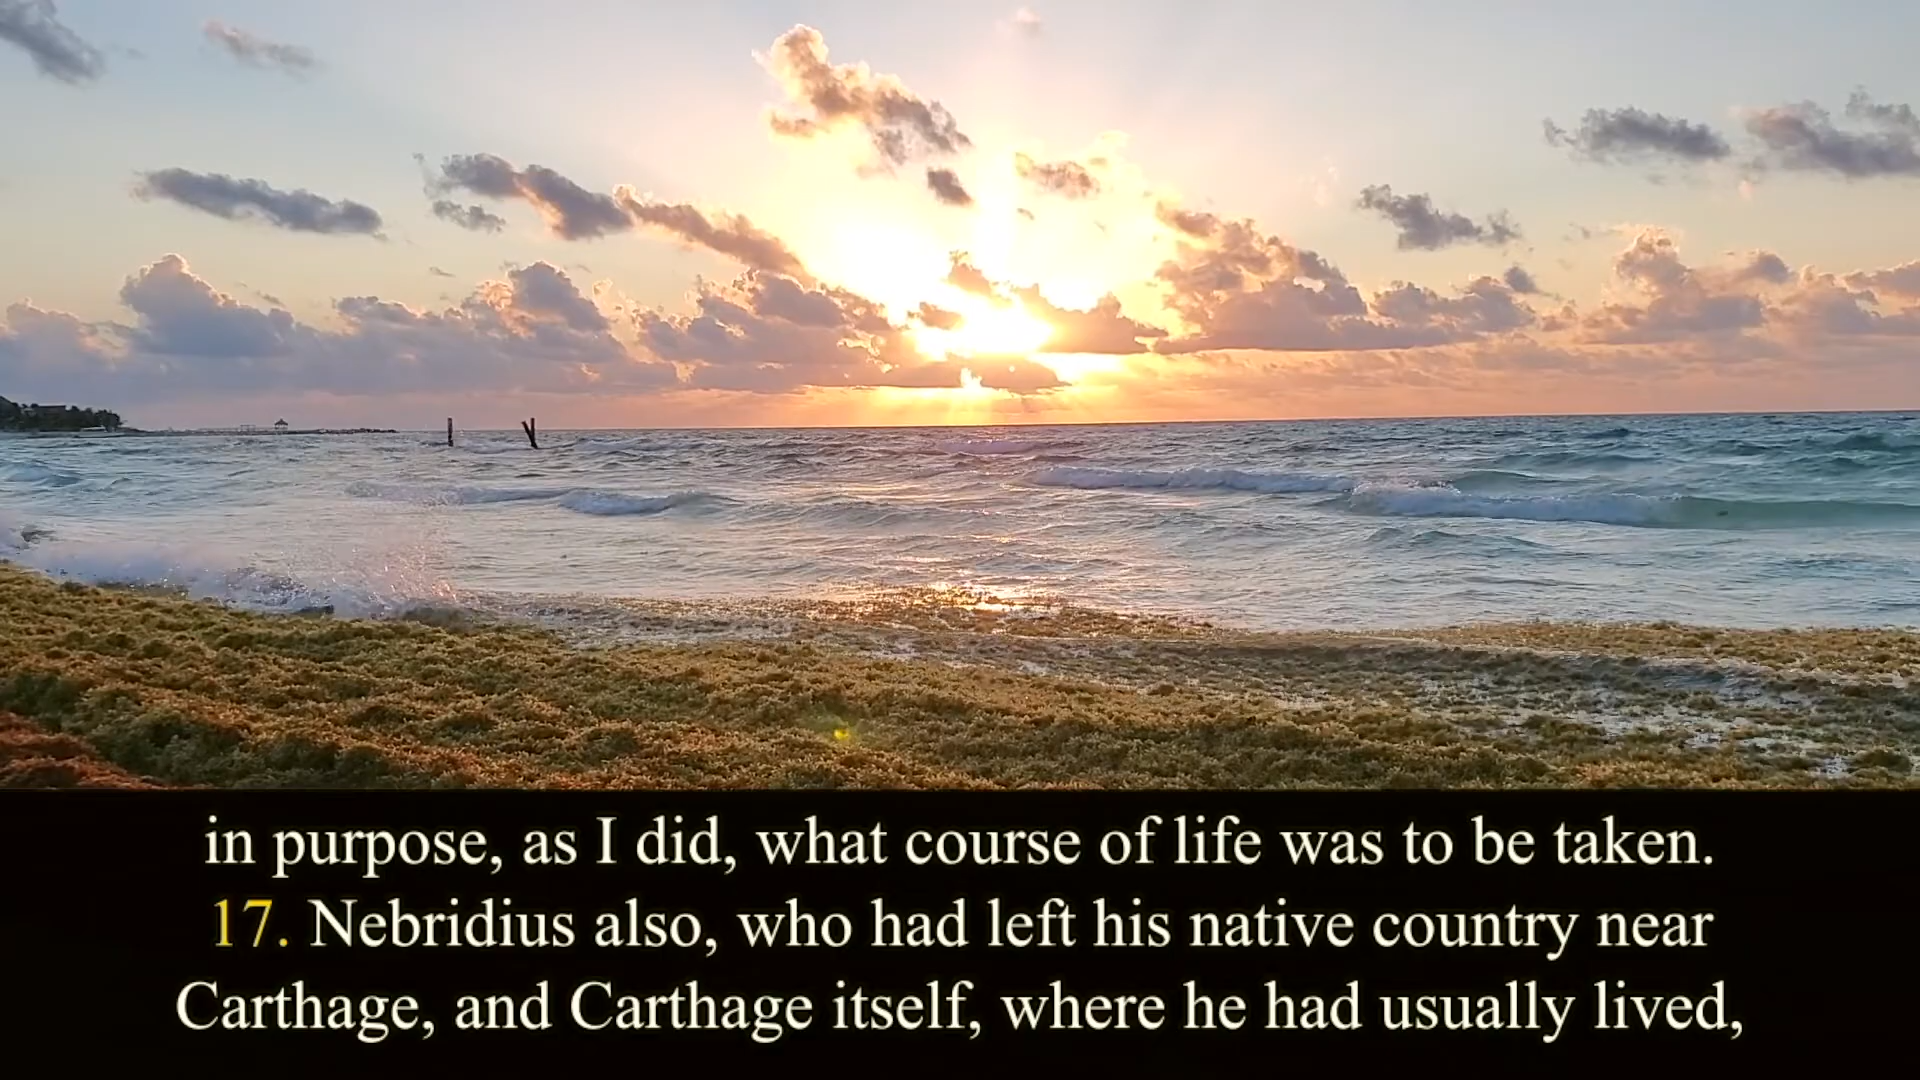 in purpose, as I did, what course of life was to be taken.
17. Nebridius also, who had left his native country near
Carthage, and Carthage itself, where he had usually lived,